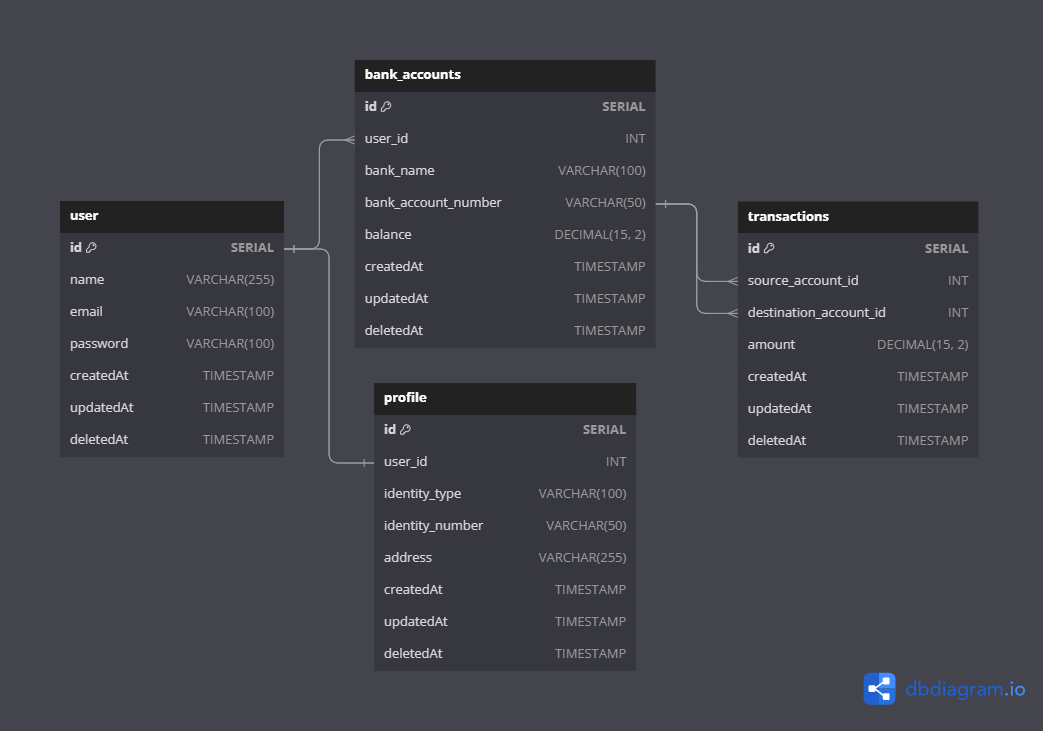 bank_accounts
id SERIAL
user_id INT
bank_name VARCHAR(100)
bank_account_number VARCHAR(50)
balance DECIMAL(15, 2)
createdAt TIMESTAMP
updatedAt TIMESTAMP
deletedAt TIMESTAMP
user
id SERIAL
name VARCHAR(255)
email VARCHAR(100)
password VARCHAR(100)
createdAt TIMESTAMP
updatedAt TIMESTAMP
deletedAt TIMESTAMP
transactions
id SERIAL
source_account_id INT
destination_account_id INT
amount DECIMAL(15, 2)
createdAt TIMESTAMP
updatedAt TIMESTAMP
deletedAt TIMESTAMP
profile
id SERIAL
user_id INT
identity_type VARCHAR(100)
identity_number VARCHAR(50)
address VARCHAR(255)
createdAt TIMESTAMP
updatedAt TIMESTAMP
deletedAt TIMESTAMP
dbdiagram.io